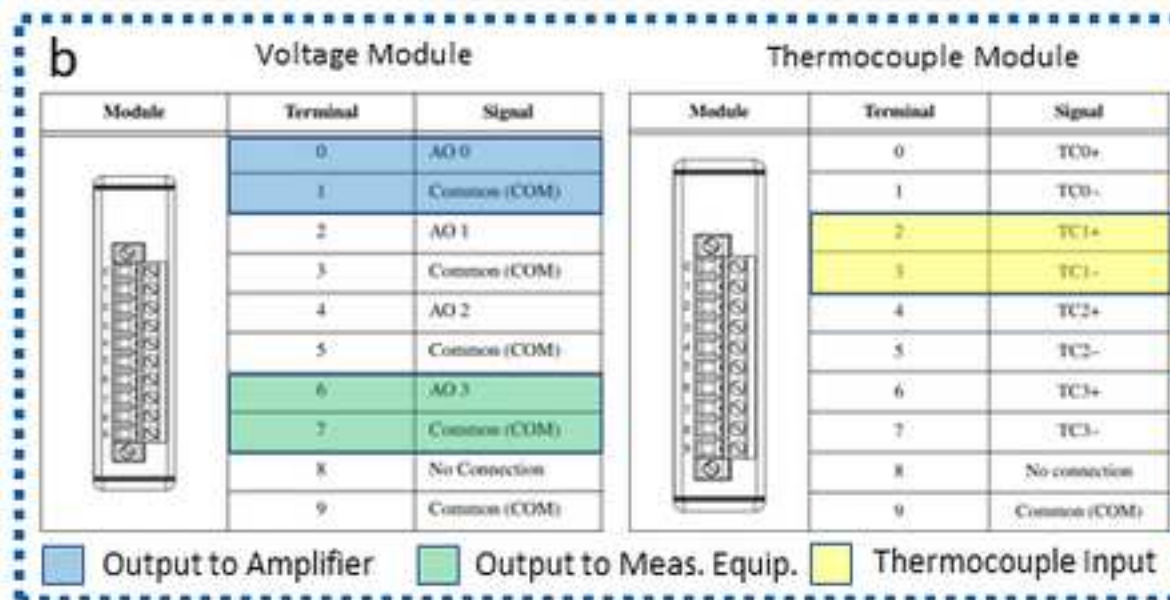 b
Voltage Module
Thermocouple Module
Module Terminal Signal
0 AO 0
1 Common (COM)
2 AO 1
3 Common (COM)
4 AO 2
5 Common (COM)
6 AO 3
7 Common (COM)
8 No Connection
9 Common (COM)
Module Terminal Signal
0 TC0+
1 TC0-
2 TC1+
3 TC1-
4 TC2+
5 TC2-
6 TC3+
7 TC3-
8 No connection
9 Common (COM)
Output to Amplifier
Output to Meas. Equip.
Thermocouple Input